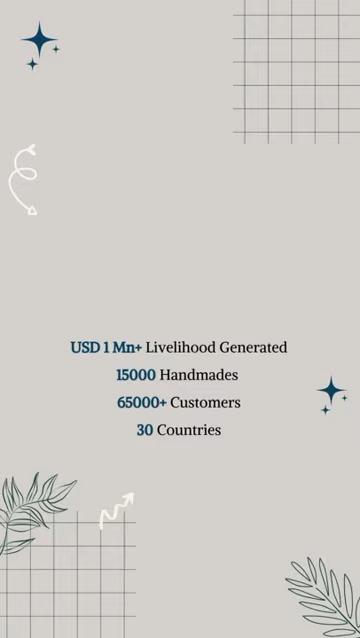 USD 1 Mn+ Livelihood Generated
15000 Handmades
65000+ Customers
30 Countries